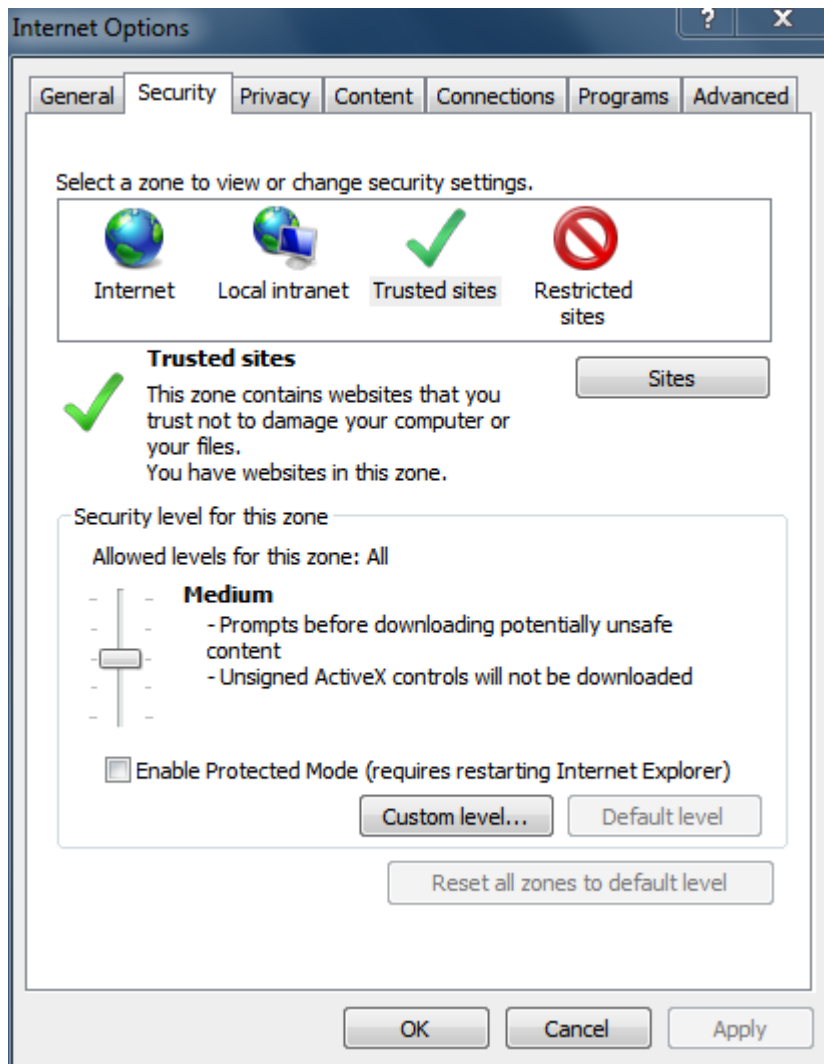 Internet Options
? X
General Security Privacy Content Connections Programs Advanced
Select a zone to view or change security settings.
Internet Local intranet Trusted sites Restricted
sites
Trusted sites
Sites
This zone contains websites that you
trust not to damage your computer or
your files.
You have websites in this zone.
Security level for this zone
Allowed levels for this zone: All
Medium
- Prompts before downloading potentially unsafe
content
- Unsigned ActiveX controls will not be downloaded
Enable Protected Mode (requires restarting Internet Explorer)
Custom level... Default level
Reset all zones to default level
OK Cancel Apply